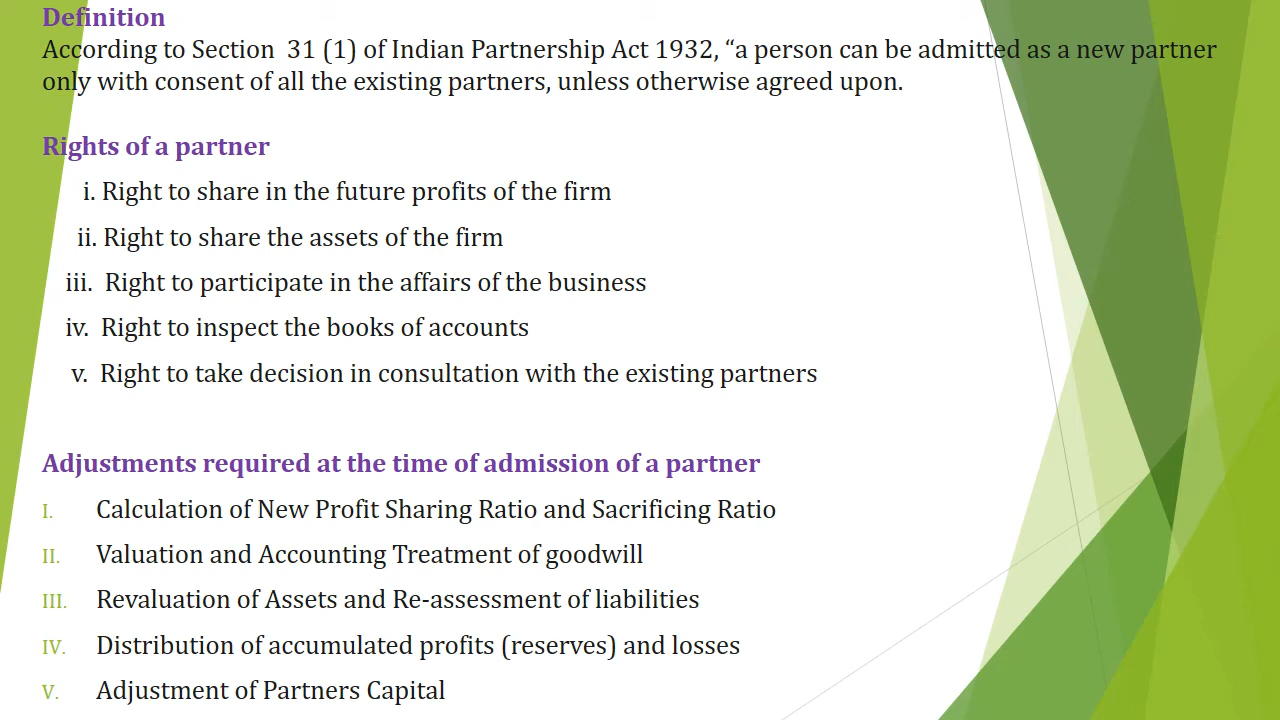 Definition
According to Section 31 (1) of Indian Partnership Act 1932, “a person can be admitted as a new partner
only with consent of all the existing partners, unless otherwise agreed upon.
Rights of a partner
i. Right to share in the future profits of the firm
ii. Right to share the assets of the firm
iii. Right to participate in the affairs of the business
iv. Right to inspect the books of accounts
v. Right to take decision in consultation with the existing partners
Adjustments required at the time of admission of a partner
I. Calculation of New Profit Sharing Ratio and Sacrificing Ratio
II. Valuation and Accounting Treatment of goodwill
III. Revaluation of Assets and Re-assessment of liabilities
IV. Distribution of accumulated profits (reserves) and losses
V. Adjustment of Partners Capital